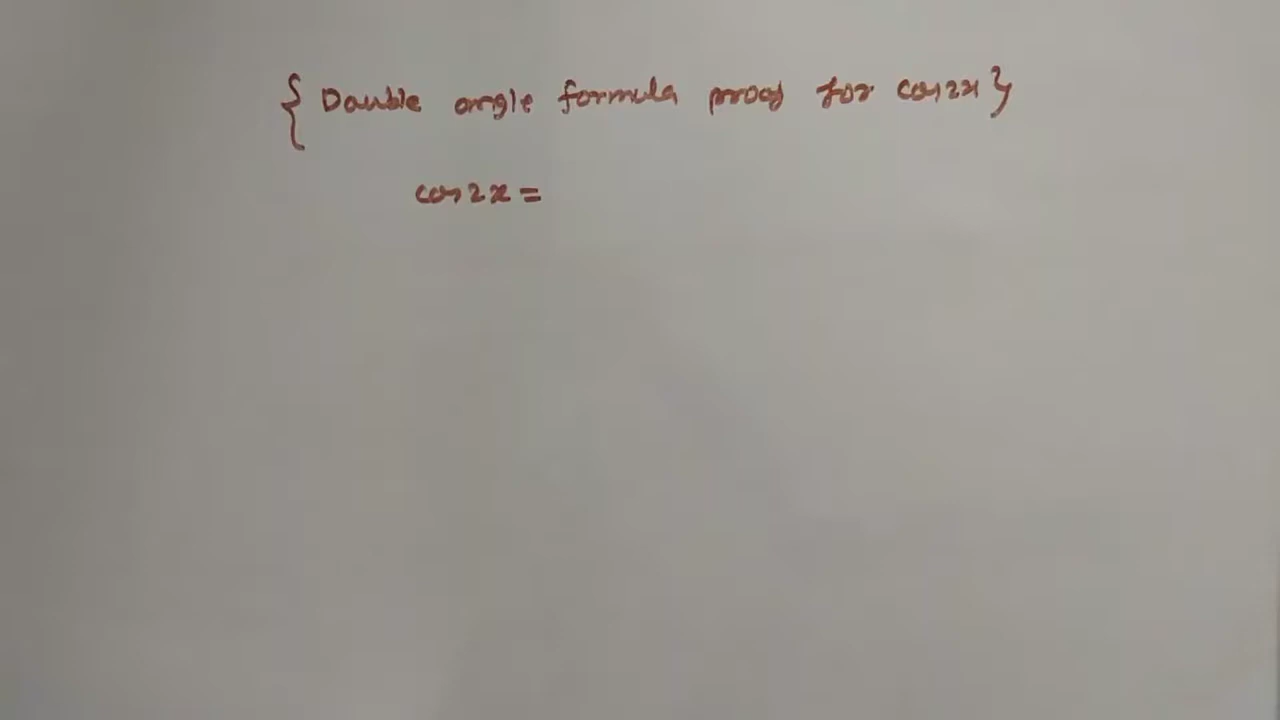 { Double angle formula proof for cos2x }
cos2x =